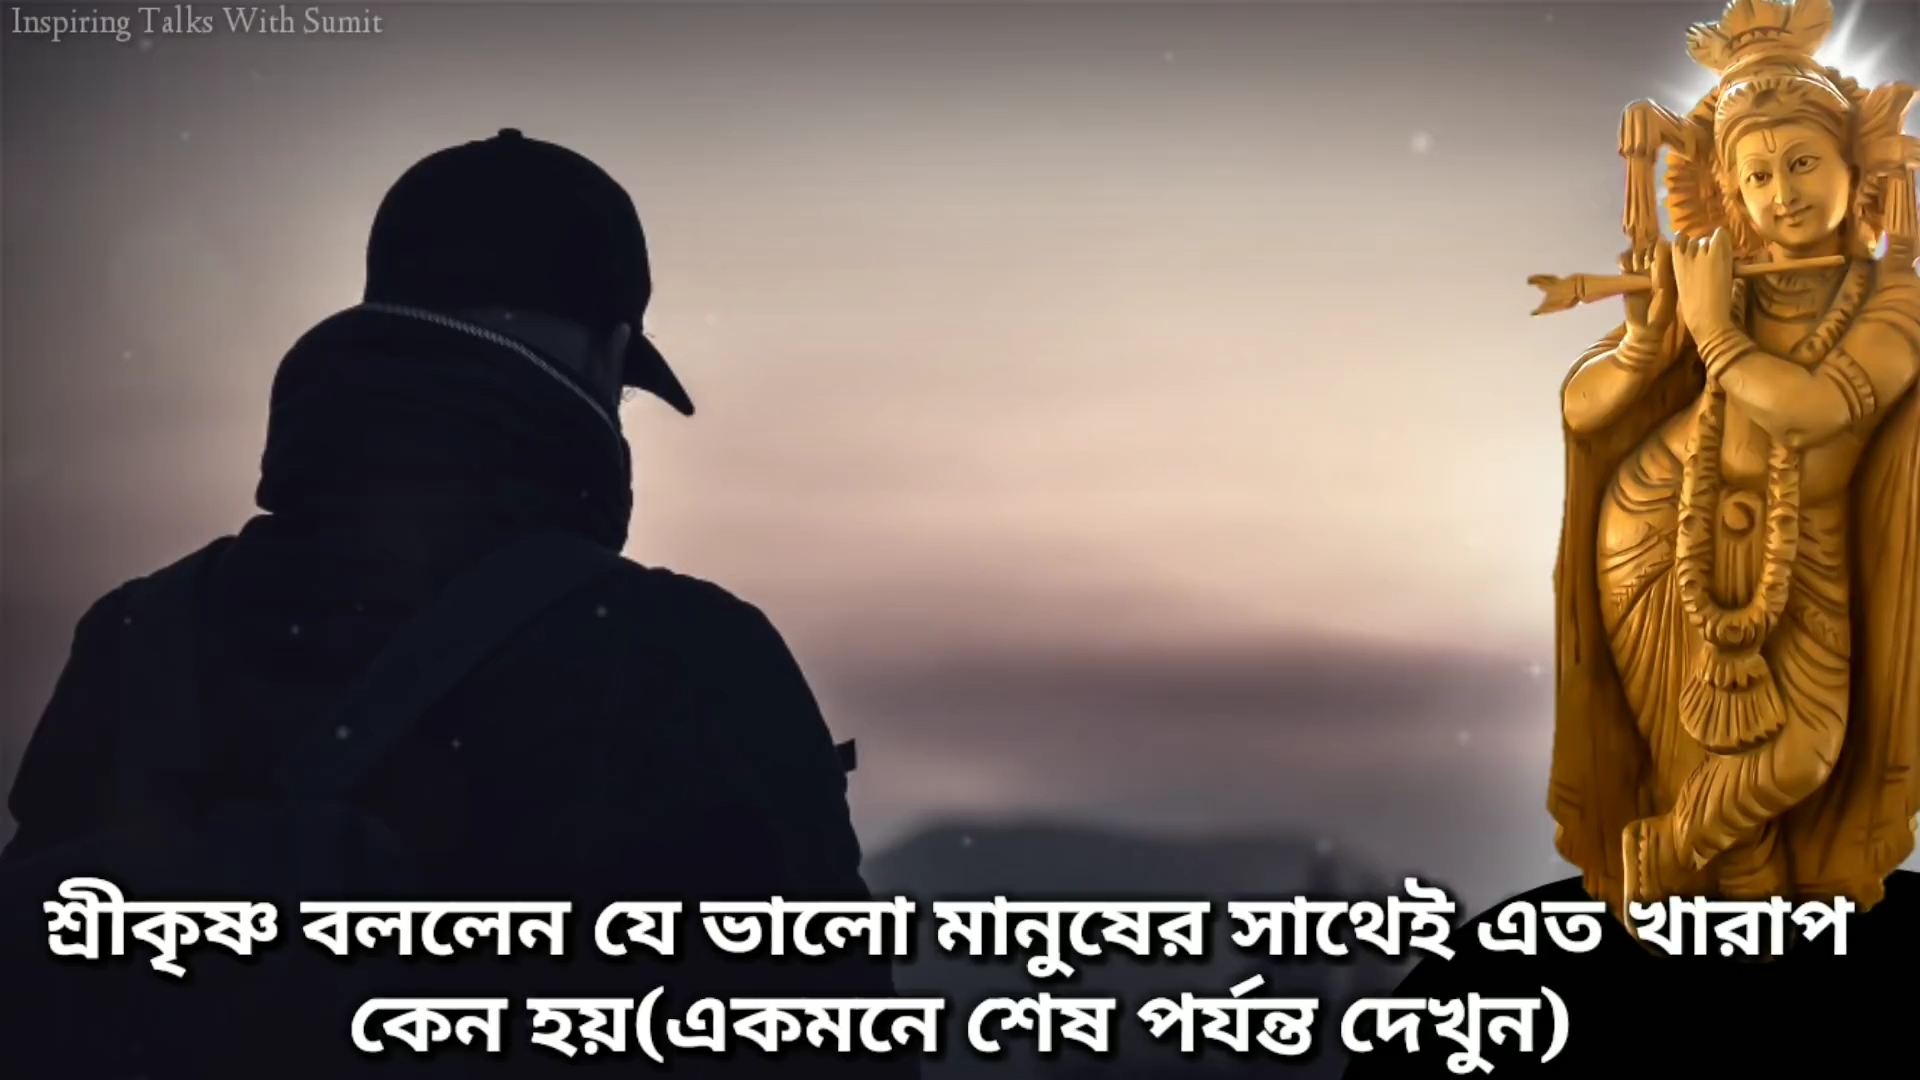 Inspiring Talks With Sumit
শ্রীকৃষ্ণ বললেন যে ভালো মানুষের সাথেই এত খারাপ
কেন হয়(একমনে শেষ পর্যন্ত দেখুন)